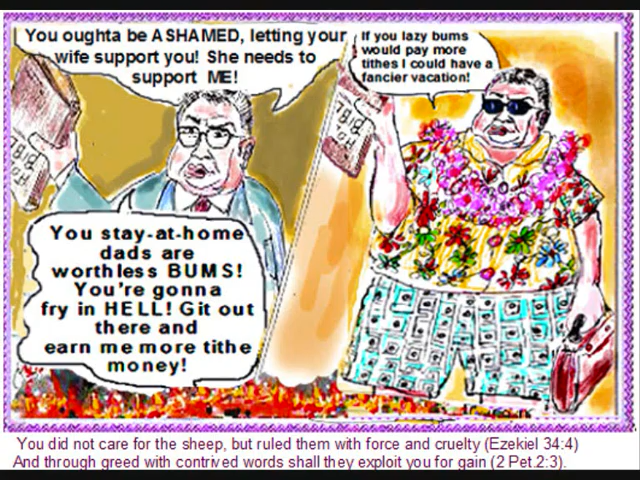 You oughta be ASHAMED, letting your
wife support you! She needs to
support ME!
You stay-at-home
dads are
worthless BUMS!
You're gonna
fry in HELL! Git out
there and
earn me more tithe
money!
If you lazy bums
would pay more
tithes I could have a
fancier vacation!
You did not care for the sheep, but ruled them with force and cruelty (Ezekiel 34:4)
And through greed with contrived words shall they exploit you for gain (2 Pet.2:3).